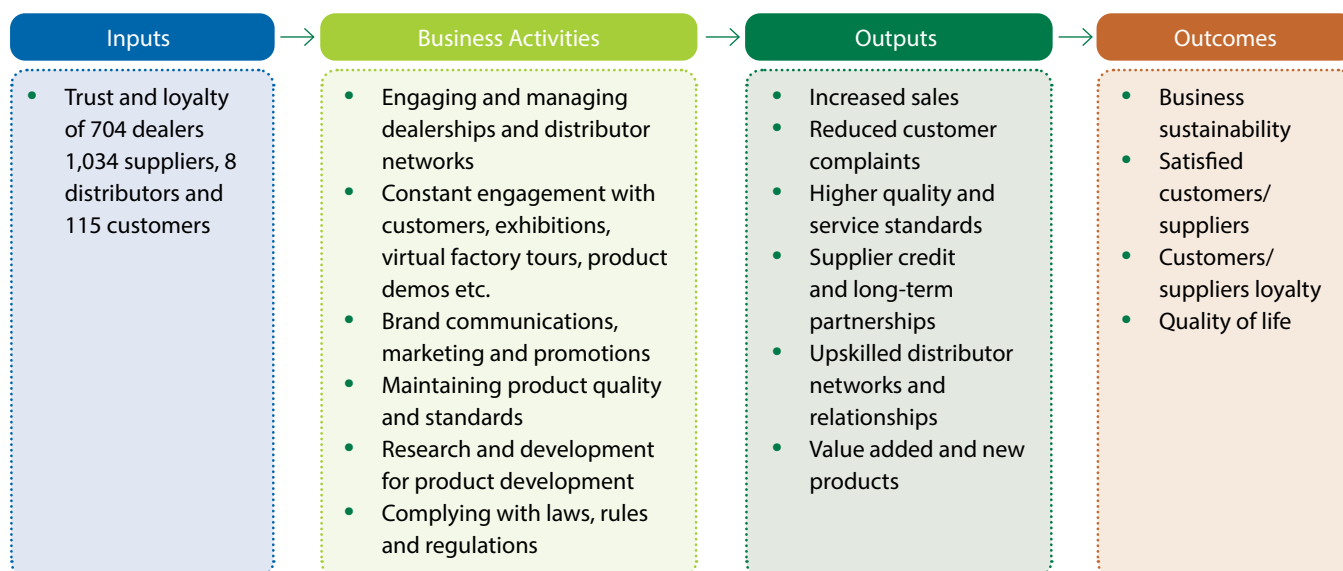 Inputs
Trust and loyalty
of 704 dealers
1,034 suppliers, 8
distributors and
115 customers
Business Activities
Engaging and managing
dealerships and distributor
networks
Constant engagement with
customers, exhibitions,
virtual factory tours, product
demos etc.
Brand communications,
marketing and promotions
Maintaining product quality
and standards
Research and development
for product development
Complying with laws, rules
and regulations
Outputs
Increased sales
Reduced customer
complaints
Higher quality and
service standards
Supplier credit
and long-term
partnerships
Upskilled distributor
networks and
relationships
Value added and new
products
Outcomes
Business
sustainability
Satisfied
customers/
suppliers
Customers/
suppliers loyalty
Quality of life